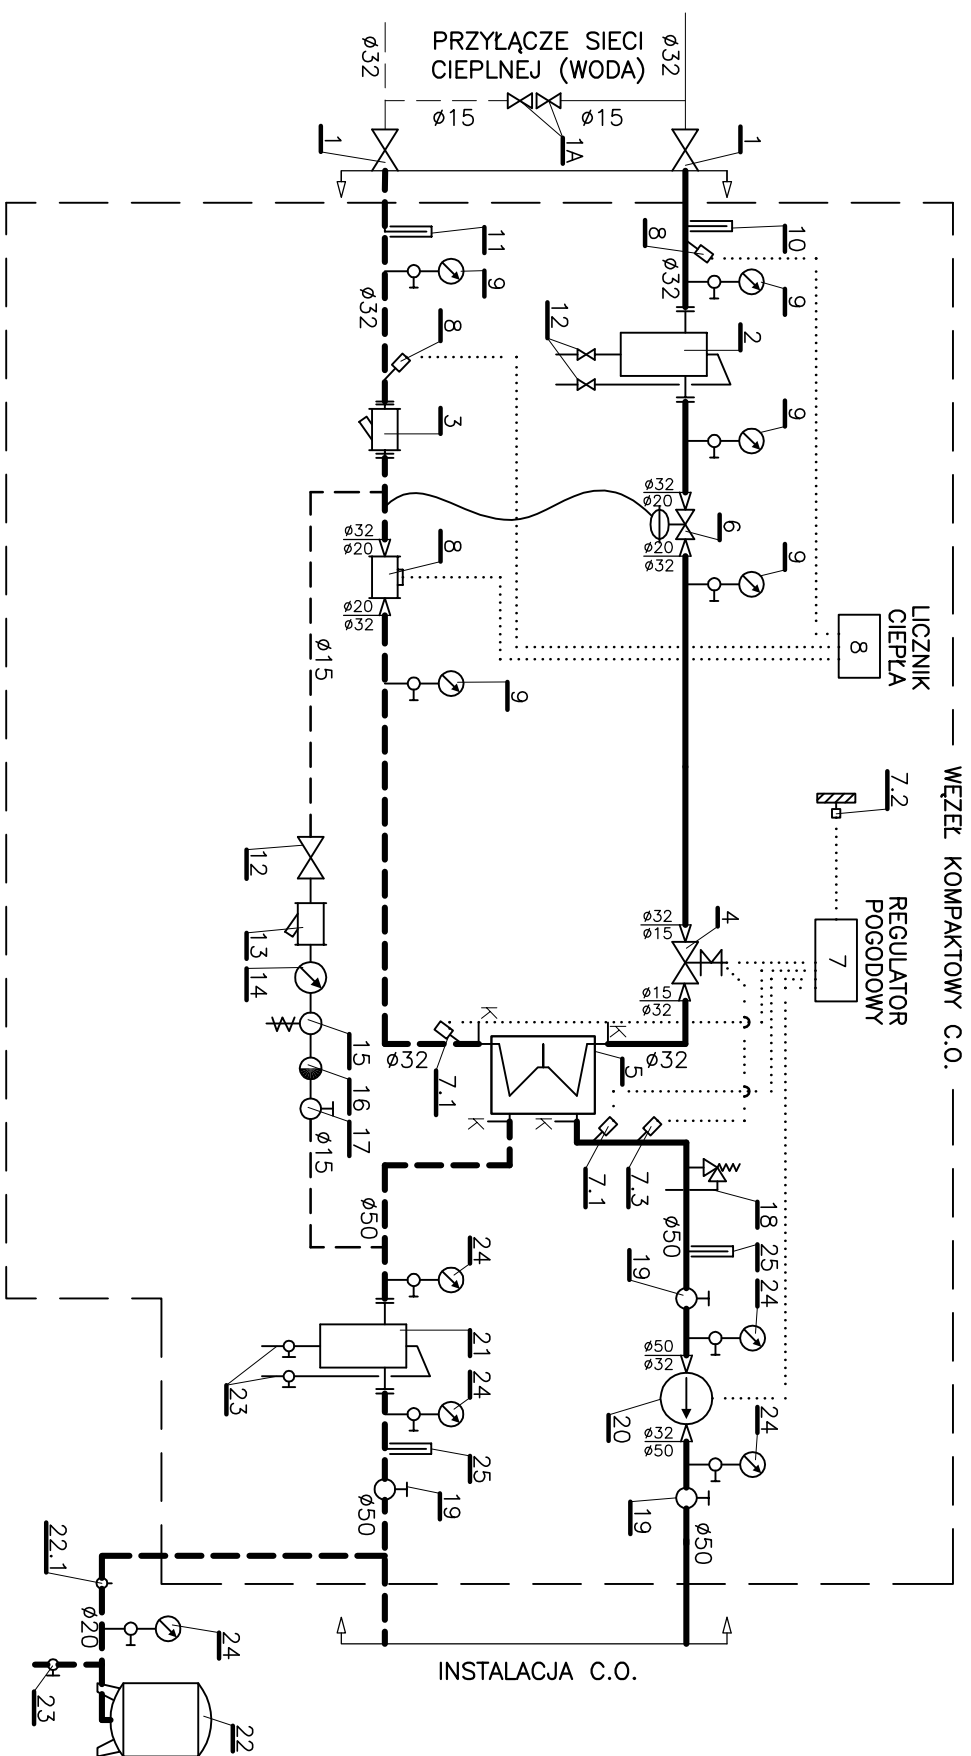 PRZYŁĄCZE SIECI
CIEPLNEJ (WODA)
ø32
ø32
ø15
ø15
1A
1
1
WĘZEŁ KOMPAKTOWY C.O.
LICZNIK
CIEPŁA
8
REGULATOR
POGODOWY
7
7.2
10
8
ø32
9
2
12
9
ø32
ø20
6
ø20
ø32
9
ø32
ø15
4
ø15
ø32
K
ø32
5
K
7.1
7.3
18
ø50
25
19
24
ø50
ø32
20
ø32
ø50
24
19
ø50
11
9
ø32
8
3
ø32
ø20
8
ø20
ø32
9
ø32
7.1
K
K
ø50
24
21
23
24
25
19
ø50
ø15
12
13
14
15
16
17
ø15
22.1
ø20
24
23
22
INSTALACJA C.O.